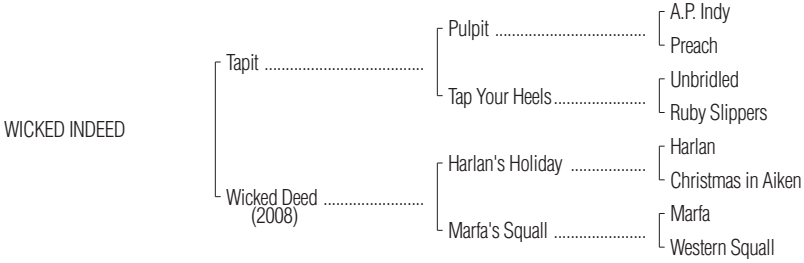 A.P. Indy
Pulpit ....................................
Preach
Tapit ......................................
Unbridled
Tap Your Heels......................
Ruby Slippers
WICKED INDEED
Harlan
Harlan's Holiday ..................
Christmas in Aiken
Wicked Deed ........................
(2008)
Marfa
Marfa's Squall ......................
Western Squall